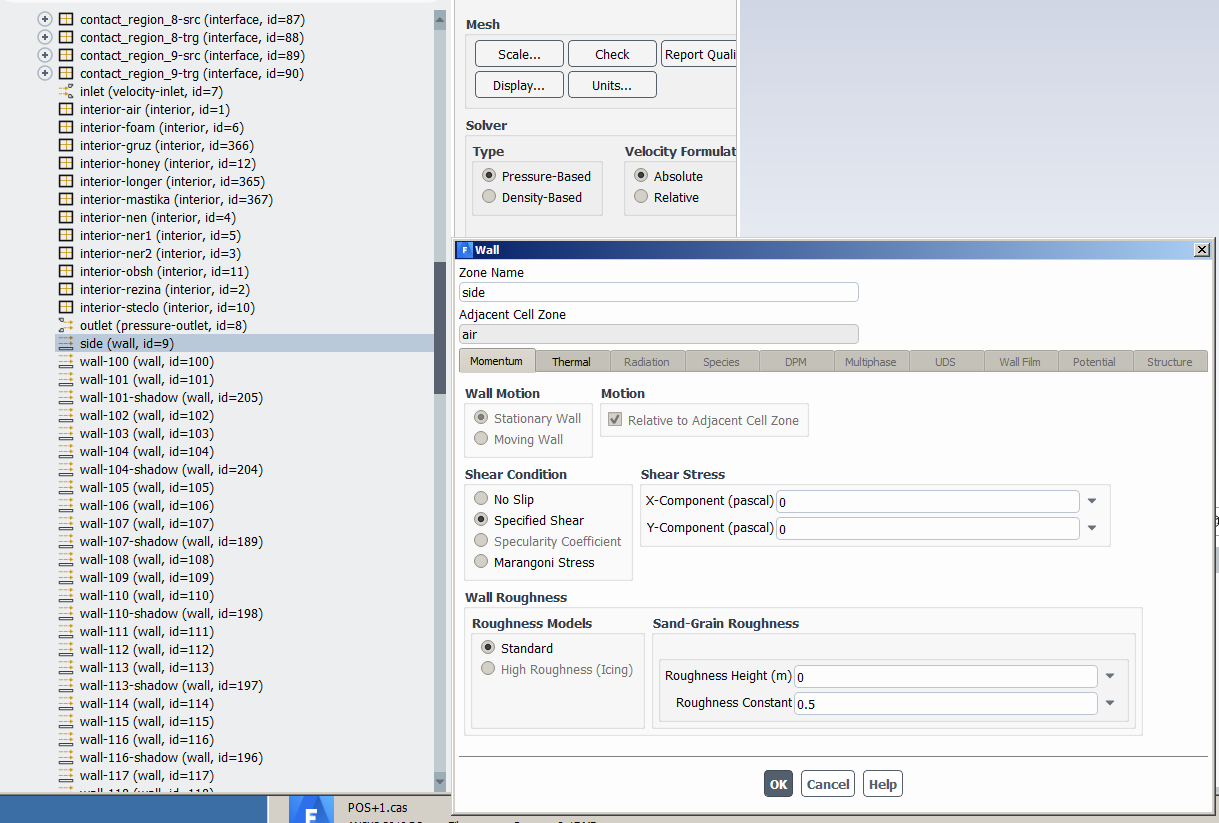 contact_region_8-src (interface, id=87)
contact_region_8-trg (interface, id=88)
contact_region_9-src (interface, id=89)
contact_region_9-trg (interface, id=90)
inlet (velocity-inlet, id=7)
interior-air (interior, id=1)
interior-foam (interior, id=6)
interior-gruz (interior, id=366)
interior-honey (interior, id=12)
interior-longer (interior, id=365)
interior-mastika (interior, id=367)
interior-nen (interior, id=4)
interior-ner1 (interior, id=5)
interior-ner2 (interior, id=3)
interior-obsh (interior, id=11)
interior-rezina (interior, id=2)
interior-steclo (interior, id=10)
outlet (pressure-outlet, id=8)
side (wall, id=9)
wall-100 (wall, id=100)
wall-101 (wall, id=101)
wall-101-shadow (wall, id=205)
wall-102 (wall, id=102)
wall-103 (wall, id=103)
wall-104 (wall, id=104)
wall-104-shadow (wall, id=204)
wall-105 (wall, id=105)
wall-106 (wall, id=106)
wall-107 (wall, id=107)
wall-107-shadow (wall, id=189)
wall-108 (wall, id=108)
wall-109 (wall, id=109)
wall-110 (wall, id=110)
wall-110-shadow (wall, id=198)
wall-111 (wall, id=111)
wall-112 (wall, id=112)
wall-113 (wall, id=113)
wall-113-shadow (wall, id=197)
wall-114 (wall, id=114)
wall-115 (wall, id=115)
wall-116 (wall, id=116)
wall-116-shadow (wall, id=196)
wall-117 (wall, id=117)
Mesh
Scale... Check Report Quali
Display... Units...
Solver
Type Velocity Formulat
Pressure-Based Absolute
Density-Based Relative
F Wall
Zone Name
side
Adjacent Cell Zone
air
Momentum Thermal Radiation Species DPM Multiphase UDS Wall Film Potential Structure
Wall Motion Motion
Stationary Wall Relative to Adjacent Cell Zone
Moving Wall
Shear Condition Shear Stress
No Slip X-Component (pascal) 0
Specified Shear Y-Component (pascal) 0
Specularity Coefficient
Marangoni Stress
Wall Roughness
Roughness Models Sand-Grain Roughness
Standard
High Roughness (Icing) Roughness Height (m) 0
Roughness Constant 0.5
OK Cancel Help
F POS+1.cas